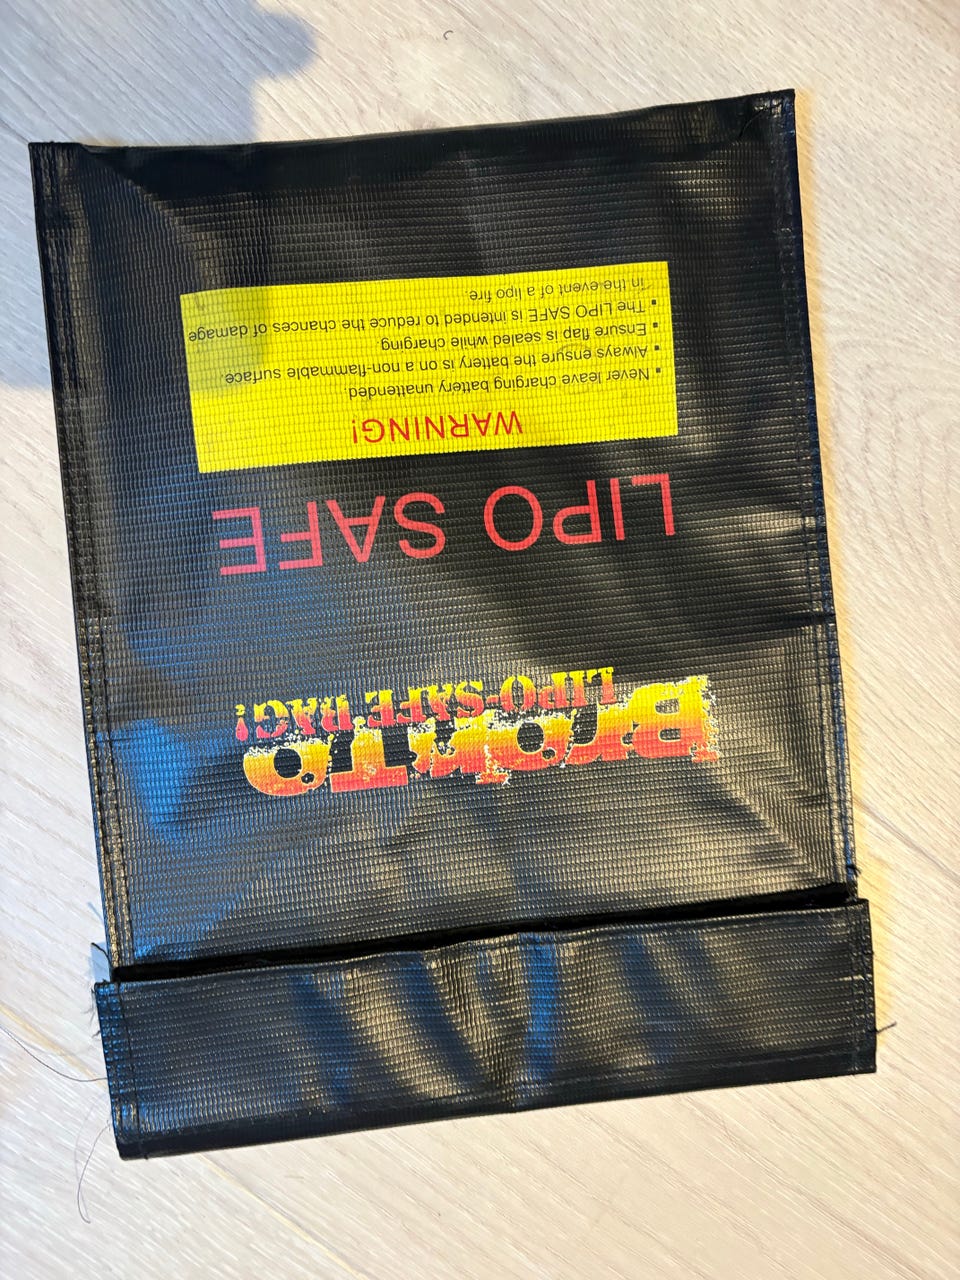 BRONTO
LIPO-SAFE BAG!
LIPO SAFE
WARNING!
▪ Never leave charging battery unattended.
▪ Always ensure the battery is on a non-flammable surface
▪ Ensure flap is sealed while charging.
▪ The LIPO SAFE is intended to reduce the chances of damage
in the event of a lipo fire.